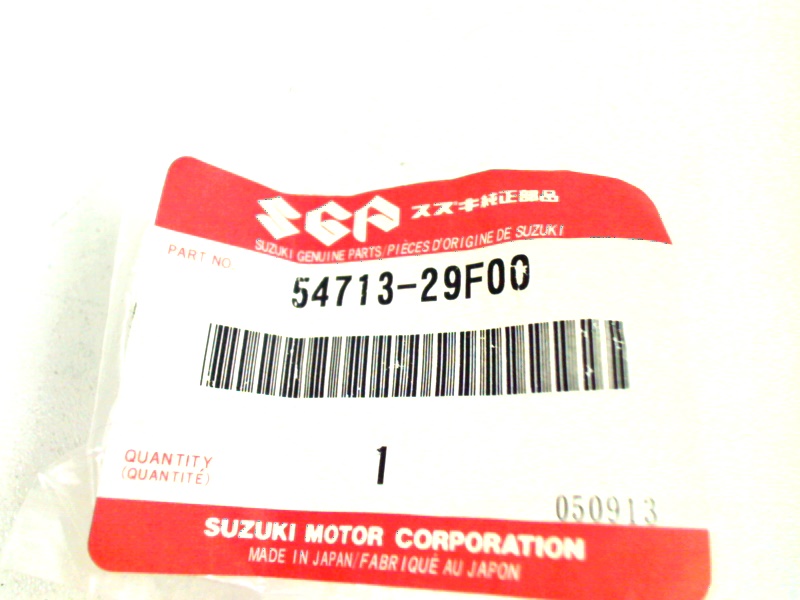 SGP スズキ純正部品
SUZUKI GENUINE PARTS/PIÈCES D'ORIGINE DE SUZUKI
PART NO.
54713-29F00
QUANTITY
(QUANTITÉ)
1
050913
SUZUKI MOTOR CORPORATION
MADE IN JAPAN/FABRIQUÉ AU JAPON